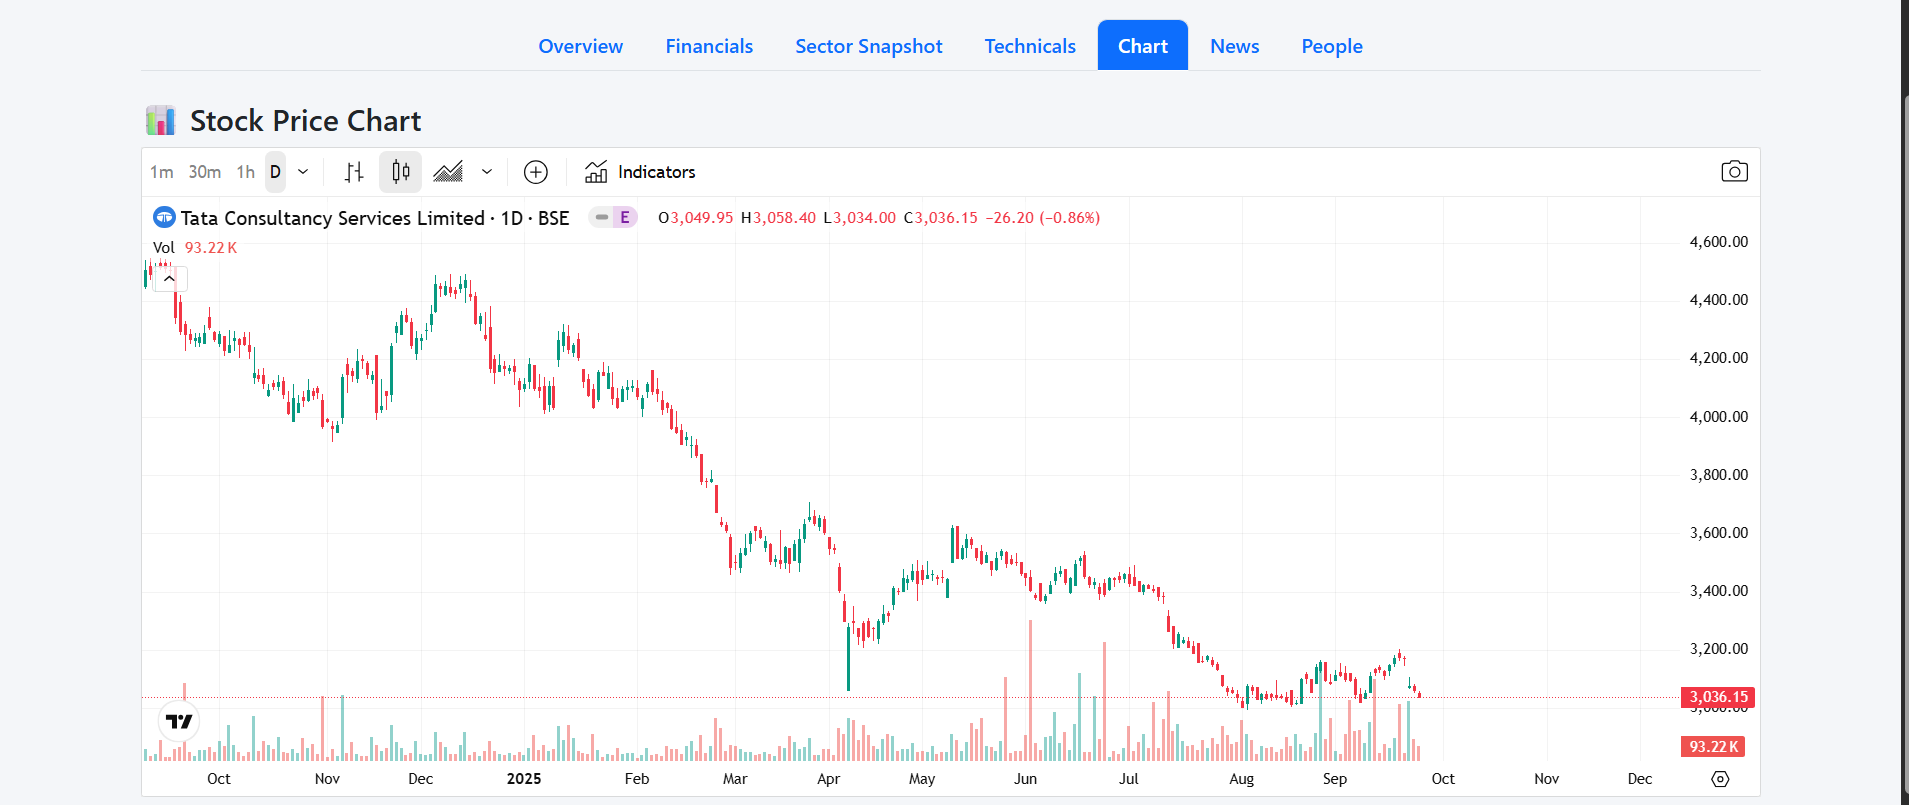 Overview Financials Sector Snapshot Technicals Chart News People
Stock Price Chart
1m 30m 1h D Indicators
Tata Consultancy Services Limited · 1D · BSE E O3,049.95 H3,058.40 L3,034.00 C3,036.15 −26.20 (−0.86%)
Vol 93.22 K
4,600.00
4,400.00
4,200.00
4,000.00
3,800.00
3,600.00
3,400.00
3,200.00
3,036.15
3,000.00
93.22 K
Oct Nov Dec 2025 Feb Mar Apr May Jun Jul Aug Sep Oct Nov Dec